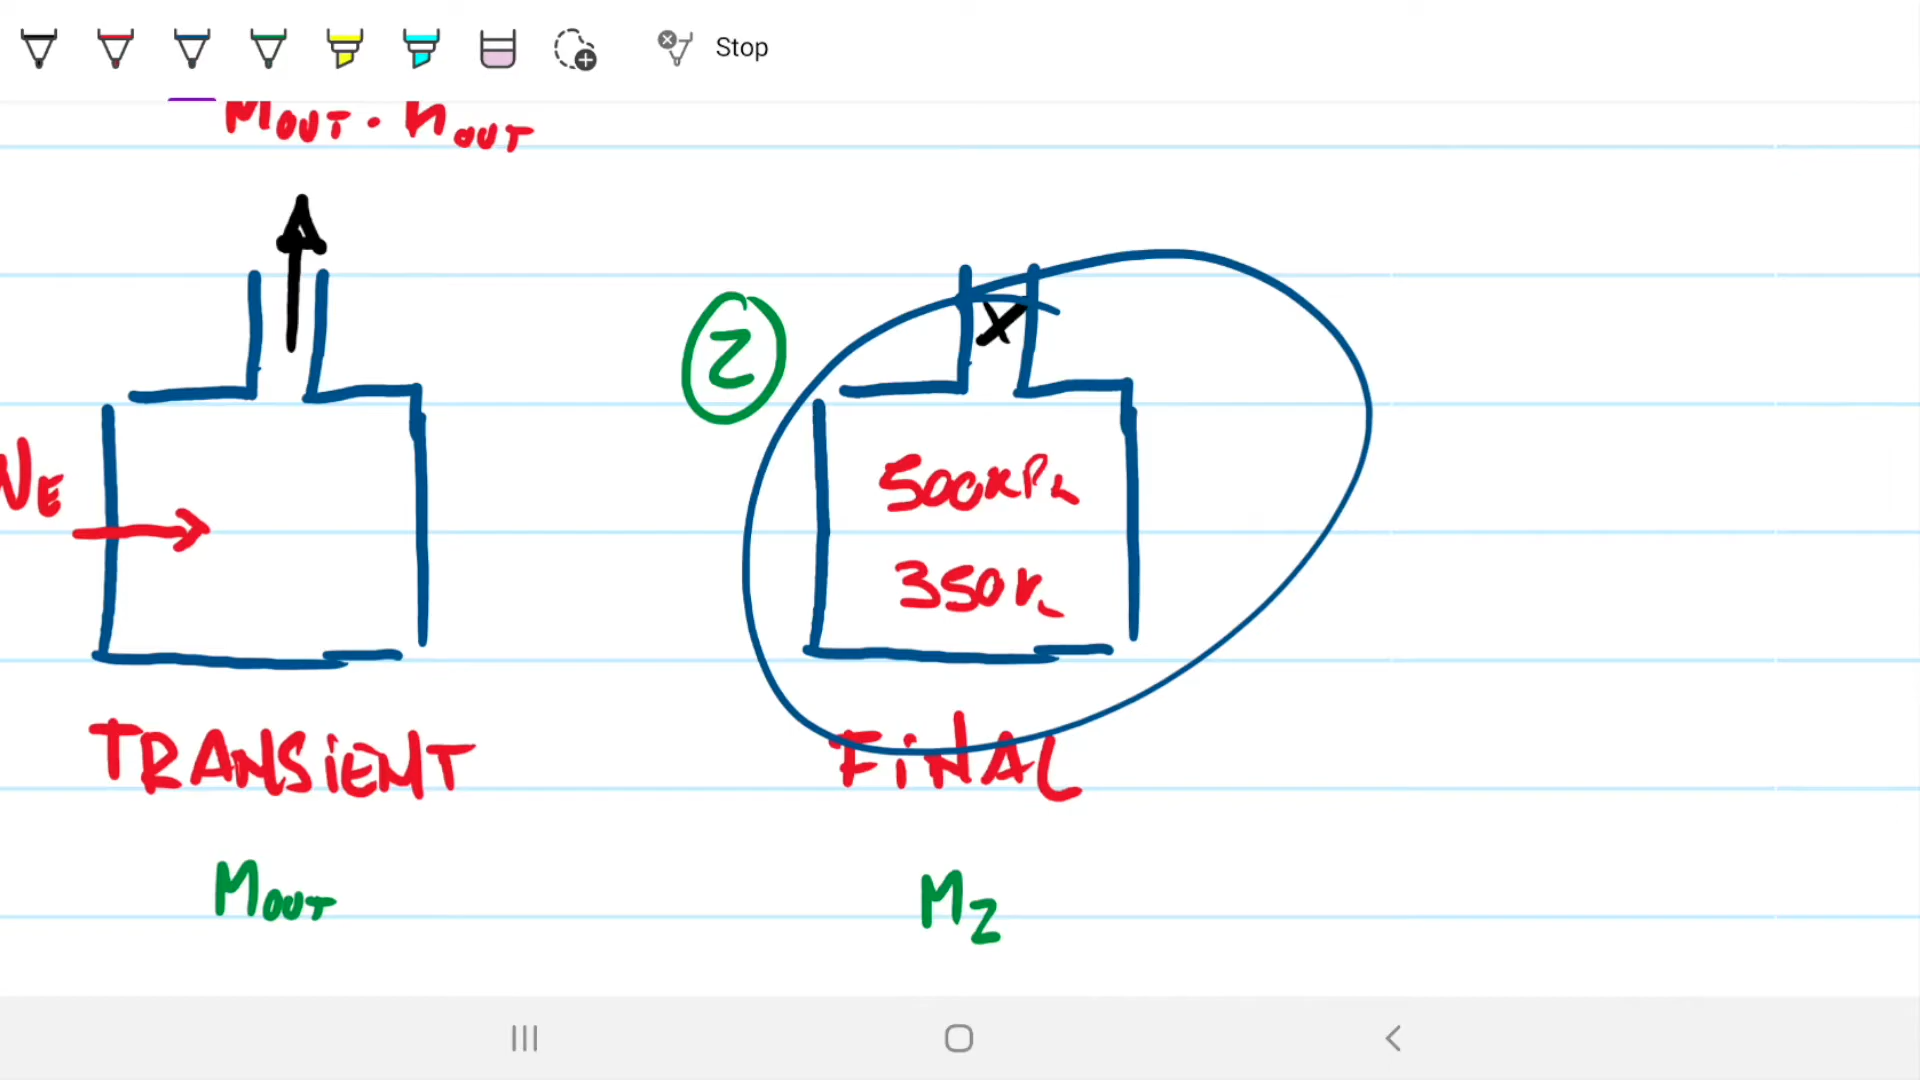 Stop
MOUT · hOUT
2
WE
500KPa
350K
TRANSIENT
FINAL
MOUT
M2